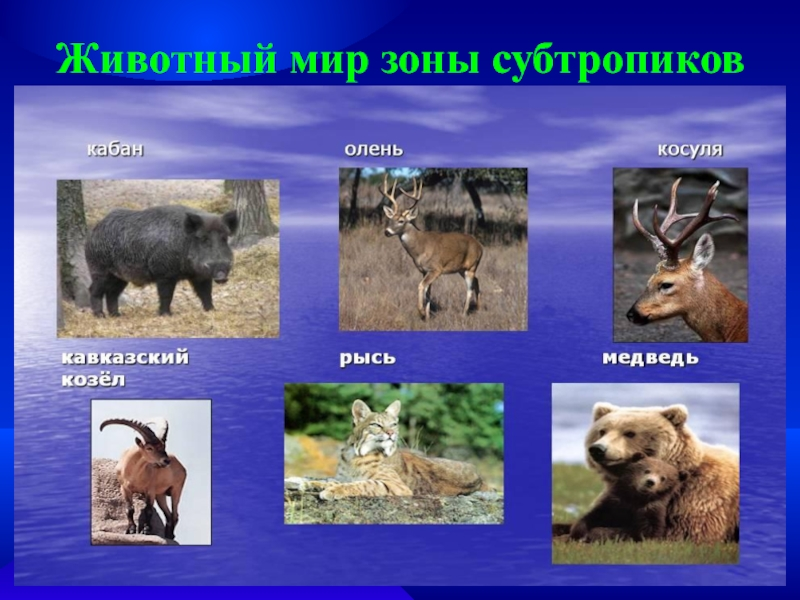 Животный мир зоны субтропиков
кабан олень косуля
кавказский рысь медведь
козёл